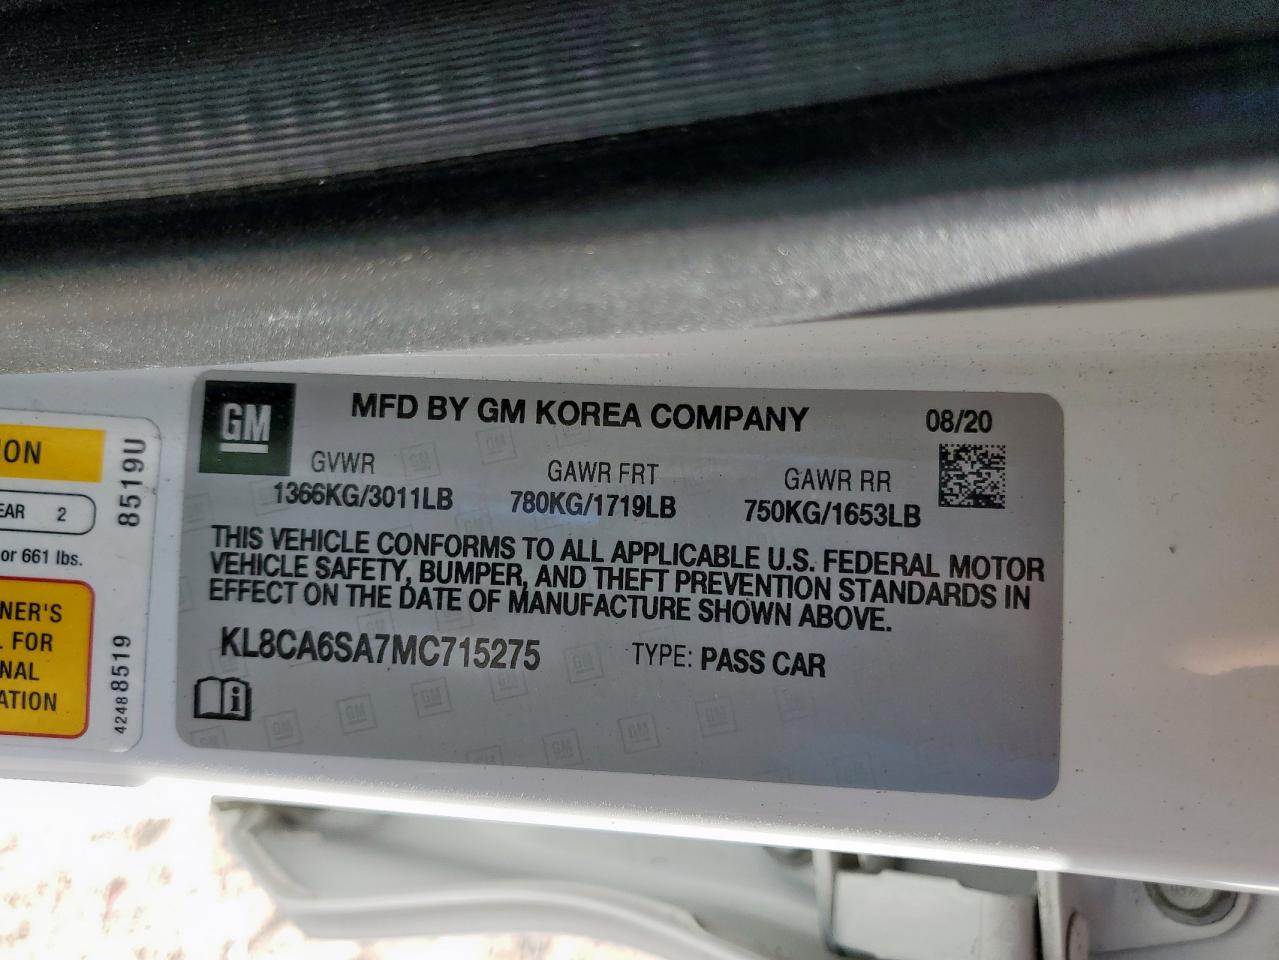 GM
MFD BY GM KOREA COMPANY
08/20
GVWR GAWR FRT GAWR RR
1366KG/3011LB 780KG/1719LB 750KG/1653LB
THIS VEHICLE CONFORMS TO ALL APPLICABLE U.S. FEDERAL MOTOR
VEHICLE SAFETY, BUMPER, AND THEFT PREVENTION STANDARDS IN
EFFECT ON THE DATE OF MANUFACTURE SHOWN ABOVE.
KL8CA6SA7MC715275 TYPE: PASS CAR
ION
EAR 2
or 661 lbs.
NER'S
L FOR
NAL
ATION
8519U
42488519